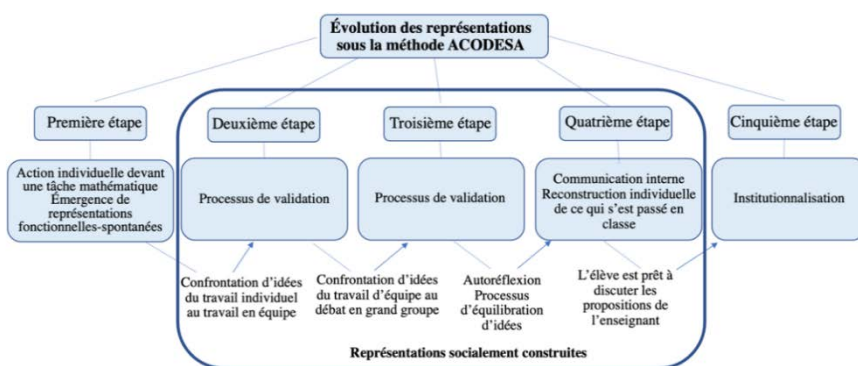 Évolution des représentations
sous la méthode ACODESA
Première étape
Deuxième étape
Troisième étape
Quatrième étape
Cinquième étape
Action individuelle devant
une tâche mathématique
Émergence de
représentations
fonctionnelles-spontanées
Processus de validation
Processus de validation
Communication interne
Reconstruction individuelle
de ce qui s'est passé en
classe
Institutionnalisation
Confrontation d'idées
du travail individuel
au travail en équipe
Confrontation d'idées
du travail d'équipe au
débat en grand groupe
Autoréflexion
Processus
d'équilibration
d'idées
L'élève est prêt à
discuter les
propositions de
l'enseignant
Représentations socialement construites